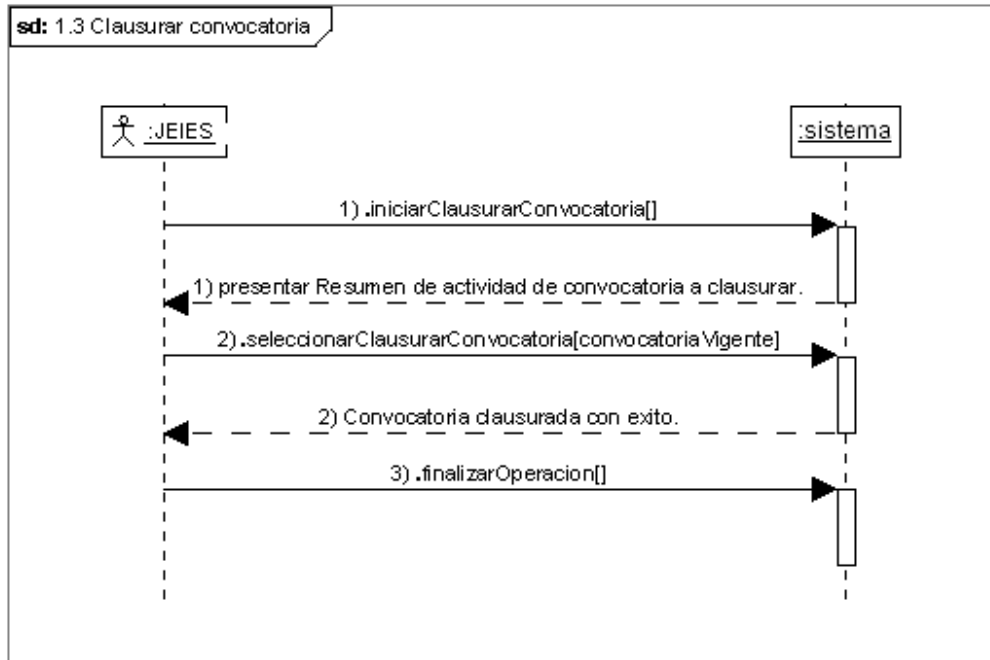 sd: 1.3 Clausurar convocatoria
:JEIES
:sistema
1) .iniciarClausurarConvocatoria[]
1) presentar Resumen de actividad de convocatoria a clausurar.
2) .seleccionarClausurarConvocatoria[convocatoriaVigente]
2) Convocatoria clausurada con exito.
3) .finalizarOperacion[]